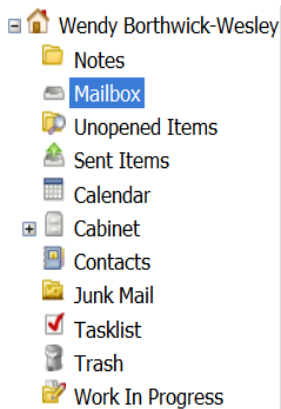 Wendy Borthwick-Wesley
Notes
Mailbox
Unopened Items
Sent Items
Calendar
Cabinet
Contacts
Junk Mail
Tasklist
Trash
Work In Progress